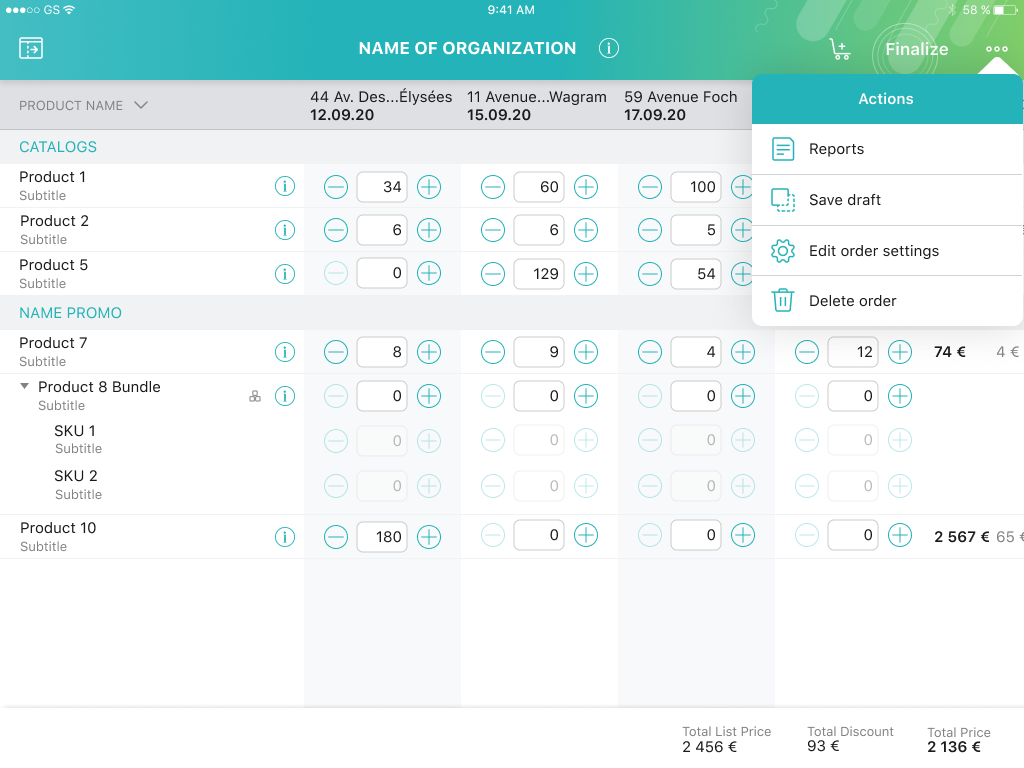 GS
9:41 AM
58 %
NAME OF ORGANIZATION
Finalize
PRODUCT NAME
44 Av. Des...Élysées
12.09.20
11 Avenue...Wagram
15.09.20
59 Avenue Foch
17.09.20
Actions
Reports
Save draft
Edit order settings
Delete order
CATALOGS
Product 1
Subtitle
34
60
100
Product 2
Subtitle
6
6
5
Product 5
Subtitle
0
129
54
NAME PROMO
Product 7
Subtitle
8
9
4
12
74 €
4 €
Product 8 Bundle
Subtitle
0
0
0
0
SKU 1
Subtitle
0
0
0
0
SKU 2
Subtitle
0
0
0
0
Product 10
Subtitle
180
0
0
0
2 567 €
65 €
Total List Price
2 456 €
Total Discount
93 €
Total Price
2 136 €